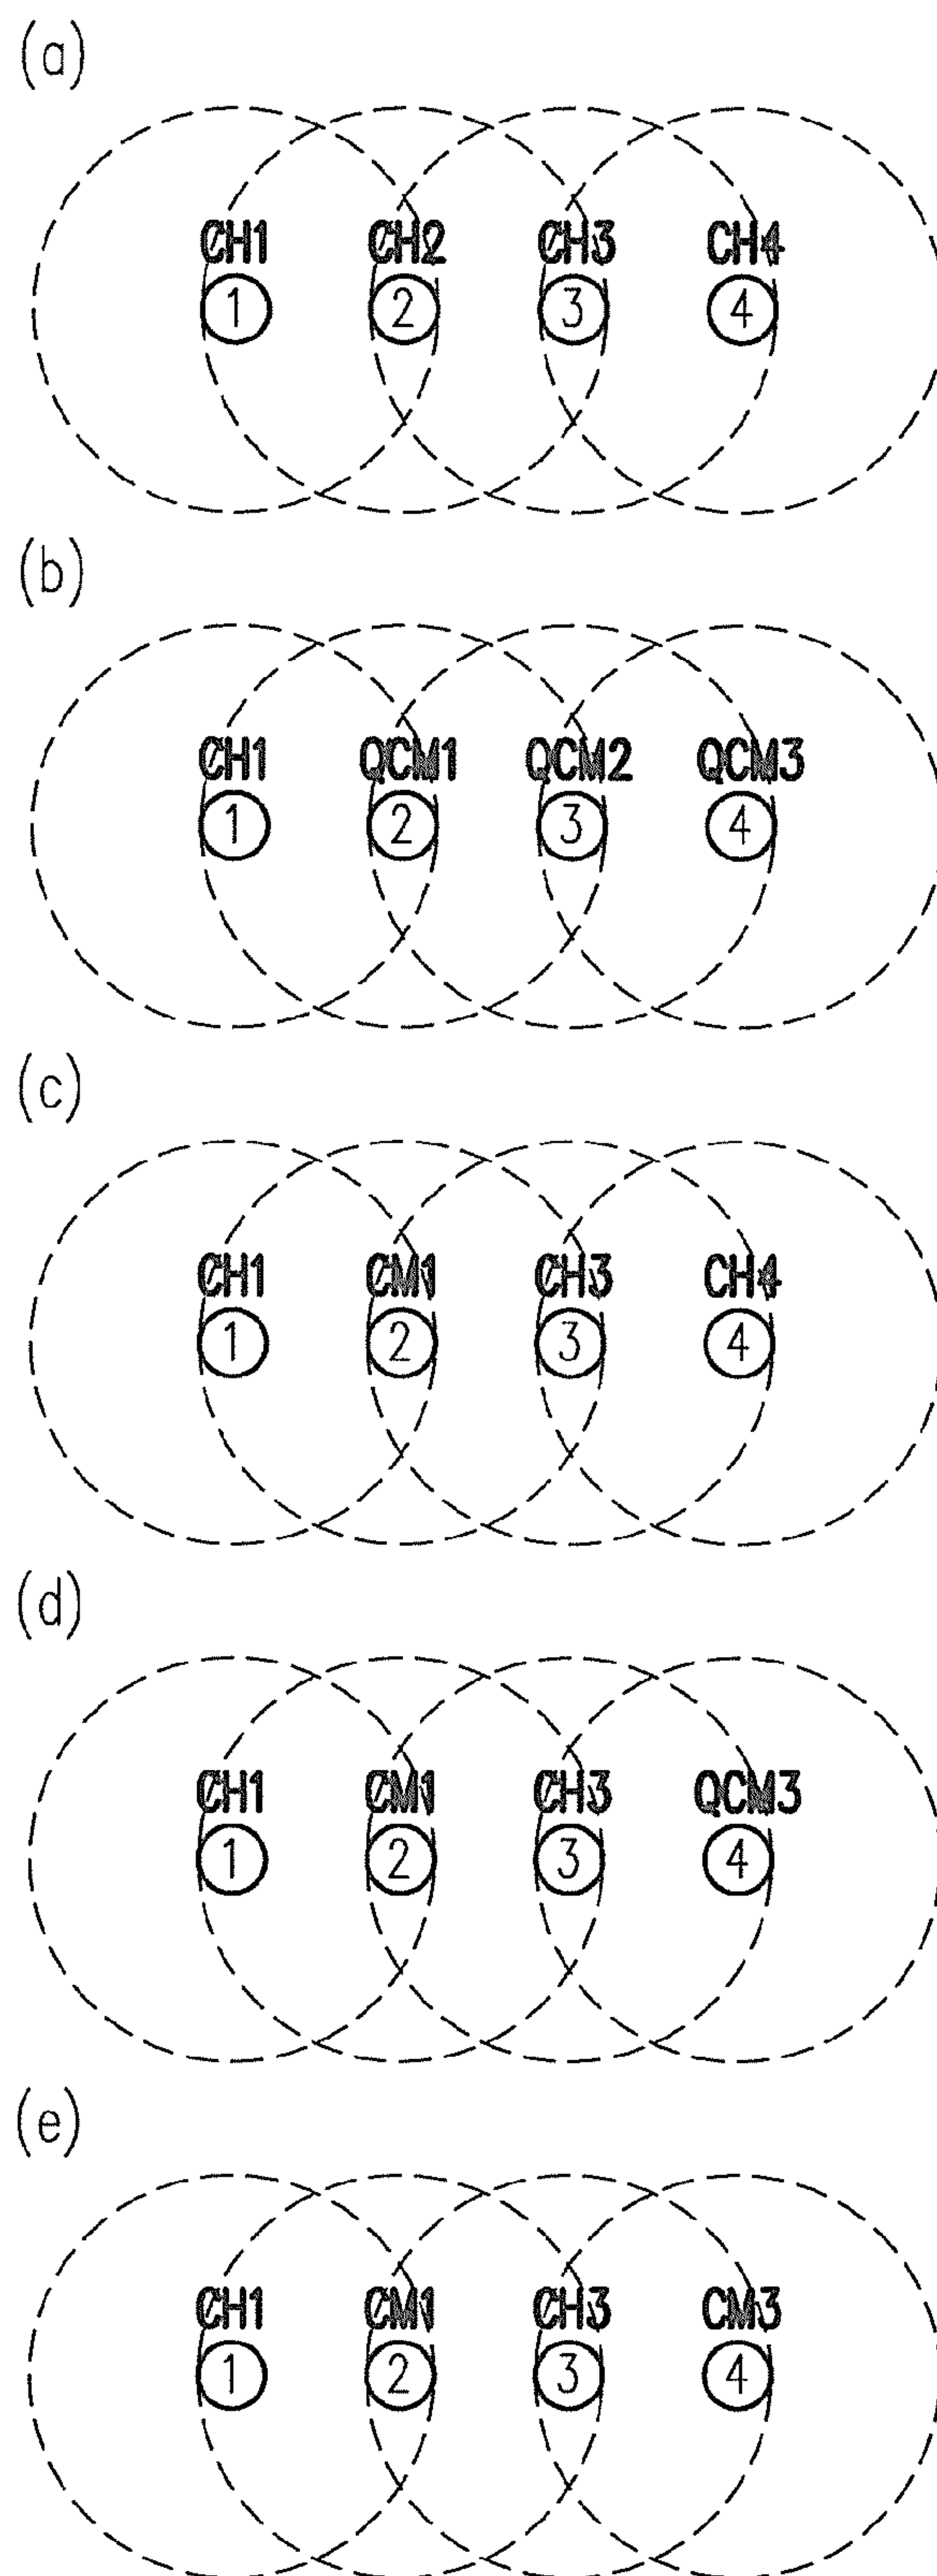 (a)
CH1 CH2 CH3 CH4
1 2 3 4
(b)
CH1 QCM1 QCM2 QCM3
1 2 3 4
(c)
CH1 CM1 CH3 CH4
1 2 3 4
(d)
CH1 CM1 CH3 QCM3
1 2 3 4
(e)
CH1 CM1 CH3 CM3
1 2 3 4